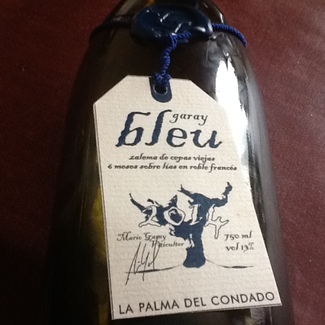 garay
bleu
zalema de cepas viejas
6 meses sobre lías en roble francés
2014
Mario Garay
Viticultor
750 ml
vol 13%
LA PALMA DEL CONDADO